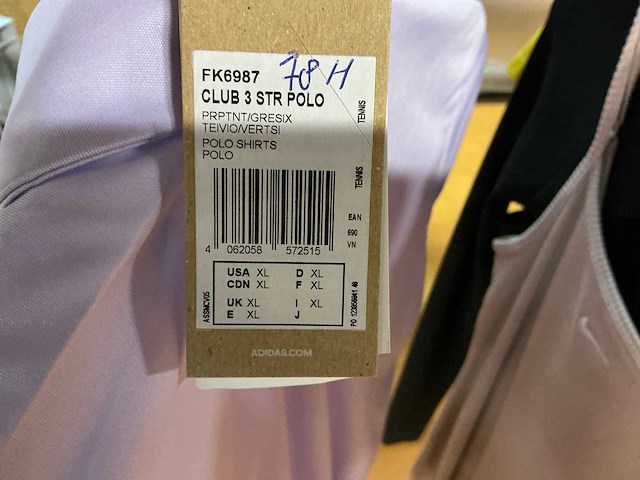 FK6987 78 H
CLUB 3 STR POLO
PRPTNT/GRESIX
TEIVIO/VERTSI
POLO SHIRTS
POLO
TENNIS
TENNIS
EAN
690
VN
4 062058 572515
USA XL D XL
CDN XL F XL
UK XL I XL
E XL J
ASSMCV05
ADIDAS.COM